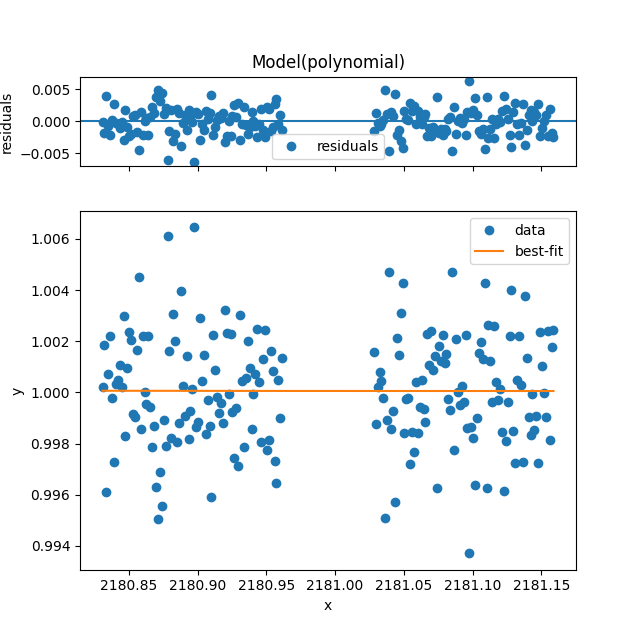 Model(polynomial)
0.005
0.000
−0.005
residuals
residuals
1.006
1.004
1.002
1.000
0.998
0.996
0.994
y
data
best-fit
2180.85 2180.90 2180.95 2181.00 2181.05 2181.10 2181.15
x